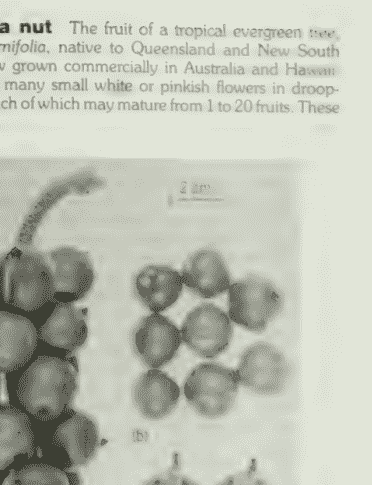 a nut The fruit of a tropical evergreen tree,
nifolia, native to Queensland and New South
grown commercially in Australia and Hawaii
many small white or pinkish flowers in droop-
ch of which may mature from 1 to 20 fruits. These
(b)